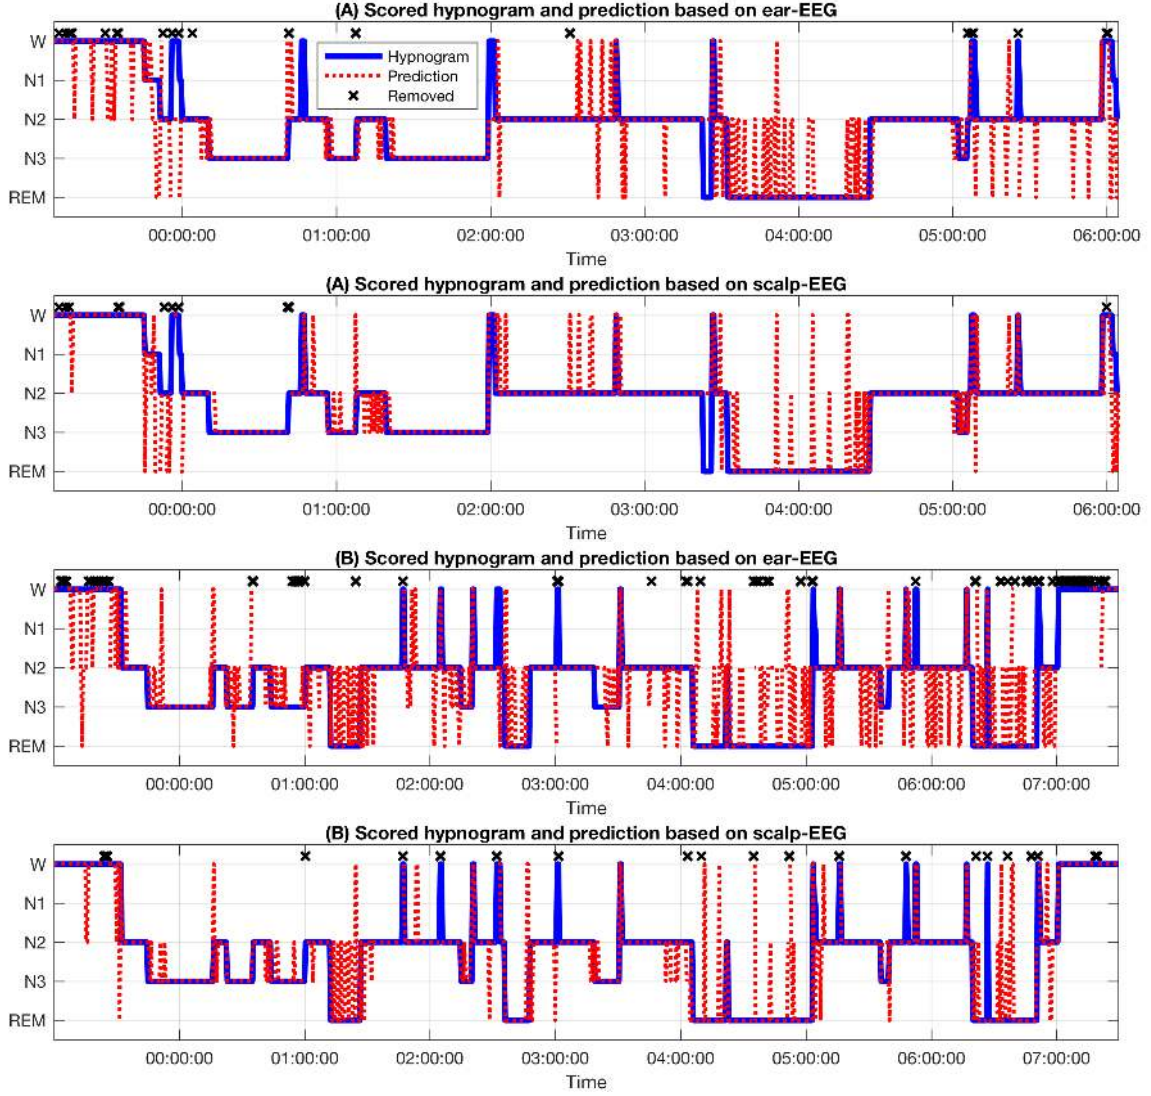 (A) Scored hypnogram and prediction based on ear-EEG
W
N1
N2
N3
REM
Hypnogram
Prediction
Removed
00:00:00 01:00:00 02:00:00 03:00:00 04:00:00 05:00:00 06:00:00
Time
(A) Scored hypnogram and prediction based on scalp-EEG
W
N1
N2
N3
REM
00:00:00 01:00:00 02:00:00 03:00:00 04:00:00 05:00:00 06:00:00
Time
(B) Scored hypnogram and prediction based on ear-EEG
W
N1
N2
N3
REM
00:00:00 01:00:00 02:00:00 03:00:00 04:00:00 05:00:00 06:00:00 07:00:00
Time
(B) Scored hypnogram and prediction based on scalp-EEG
W
N1
N2
N3
REM
00:00:00 01:00:00 02:00:00 03:00:00 04:00:00 05:00:00 06:00:00 07:00:00
Time